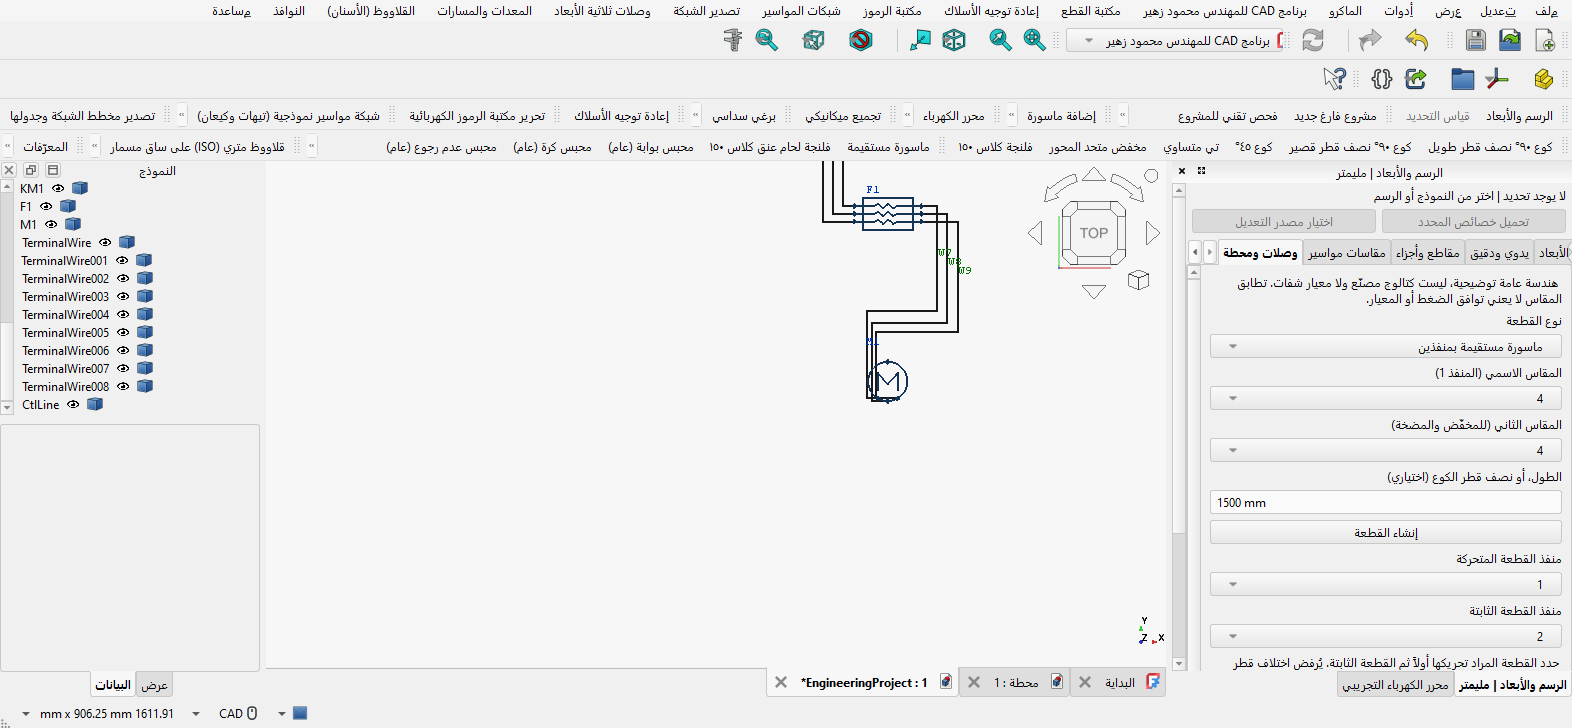 ملف تعديل عرض أدوات الماكرو برنامج CAD للمهندس محمود زهير مكتبة القطع إعادة توجيه الأسلاك مكتبة الرموز شبكات المواسير تصدير الشبكة وصلات ثلاثية الأبعاد المعدات والمسارات القلاووظ (الأسنان) النوافذ مساعدة
برنامج CAD للمهندس محمود زهير
الرسم والأبعاد قياس التحديد مشروع فارغ جديد فحص تقني للمشروع » إضافة ماسورة » محرر الكهرباء » تجميع ميكانيكي برغي سداسي » إعادة توجيه الأسلاك تحرير مكتبة الرموز الكهربائية شبكة مواسير نموذجية (تيهات وكيعان) » تصدير مخطط الشبكة وجدولها
كوع ٩٠° نصف قطر طويل كوع ٩٠° نصف قطر قصير كوع ٤٥° تي متساوي مخفض متحد المحور فلنجة كلاس ١٥٠ ماسورة مستقيمة فلنجة لحام عنق كلاس ١٥٠ محبس بوابة (عام) محبس كرة (عام) محبس عدم رجوع (عام) » قلاووظ متري (ISO) على ساق مسمار » المعرّفات »
النموذج
KM1
F1
M1
TerminalWire
TerminalWire001
TerminalWire002
TerminalWire003
TerminalWire004
TerminalWire005
TerminalWire006
TerminalWire007
TerminalWire008
CtlLine
عرض البيانات
F1
W7
W8
W9
M1
M
TOP
Y
Z X
الرسم والأبعاد | مليمتر
لا يوجد تحديد | اختر من النموذج أو الرسم
تحميل خصائص المحدد اختيار مصدر التعديل
الأبعاد يدوي ودقيق مقاطع وأجزاء مقاسات مواسير وصلات ومحطة
هندسة عامة توضيحية، ليست كتالوج مصنّع ولا معيار شفات. تطابق
المقاس لا يعني توافق الضغط أو المعيار.
نوع القطعة
ماسورة مستقيمة بمنفذين
المقاس الاسمي (المنفذ 1)
4
المقاس الثاني (للمخفّض والمضخة)
4
الطول، أو نصف قطر الكوع (اختياري)
1500 mm
إنشاء القطعة
منفذ القطعة المتحركة
1
منفذ القطعة الثابتة
2
حدد القطعة المراد تحريكها أولاً ثم القطعة الثابتة. يُرفض اختلاف قطر
الرسم والأبعاد | مليمتر محرر الكهرباء التجريبي
البداية محطة : 1 EngineeringProject : 1*
CAD mm x 906.25 mm 1611.91